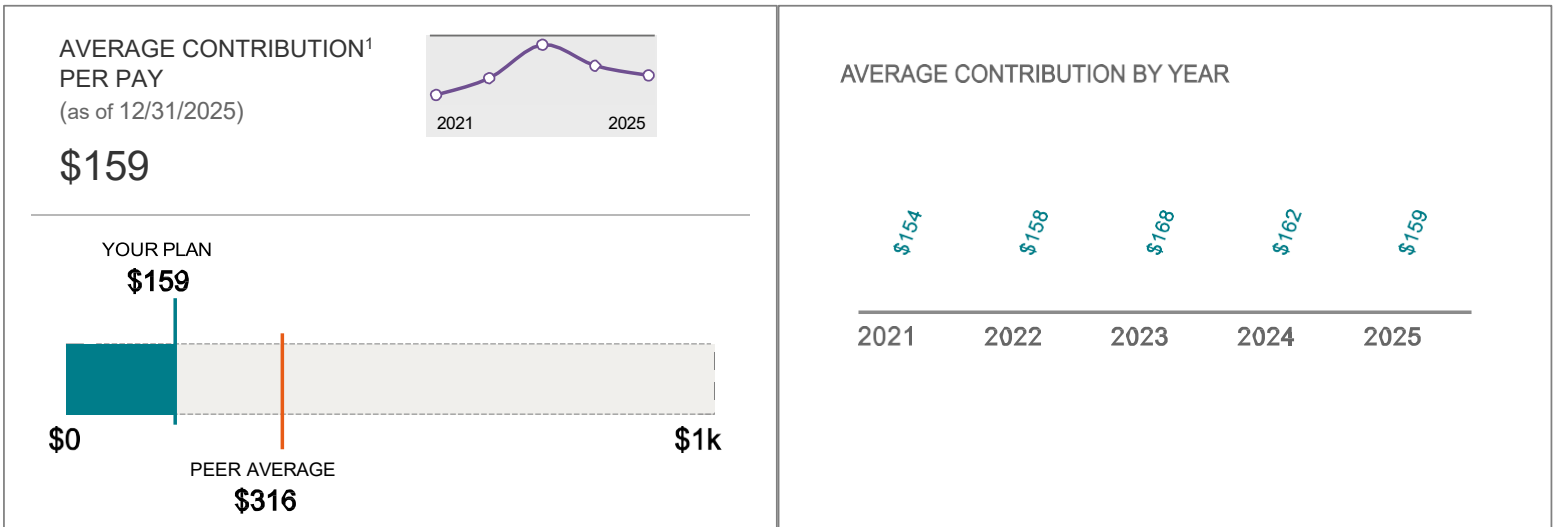 AVERAGE CONTRIBUTION¹
PER PAY
(as of 12/31/2025)
$159
2021 2025
YOUR PLAN
$159
$0 $1k
PEER AVERAGE
$316
AVERAGE CONTRIBUTION BY YEAR
$154 $158 $168 $162 $159
2021 2022 2023 2024 2025